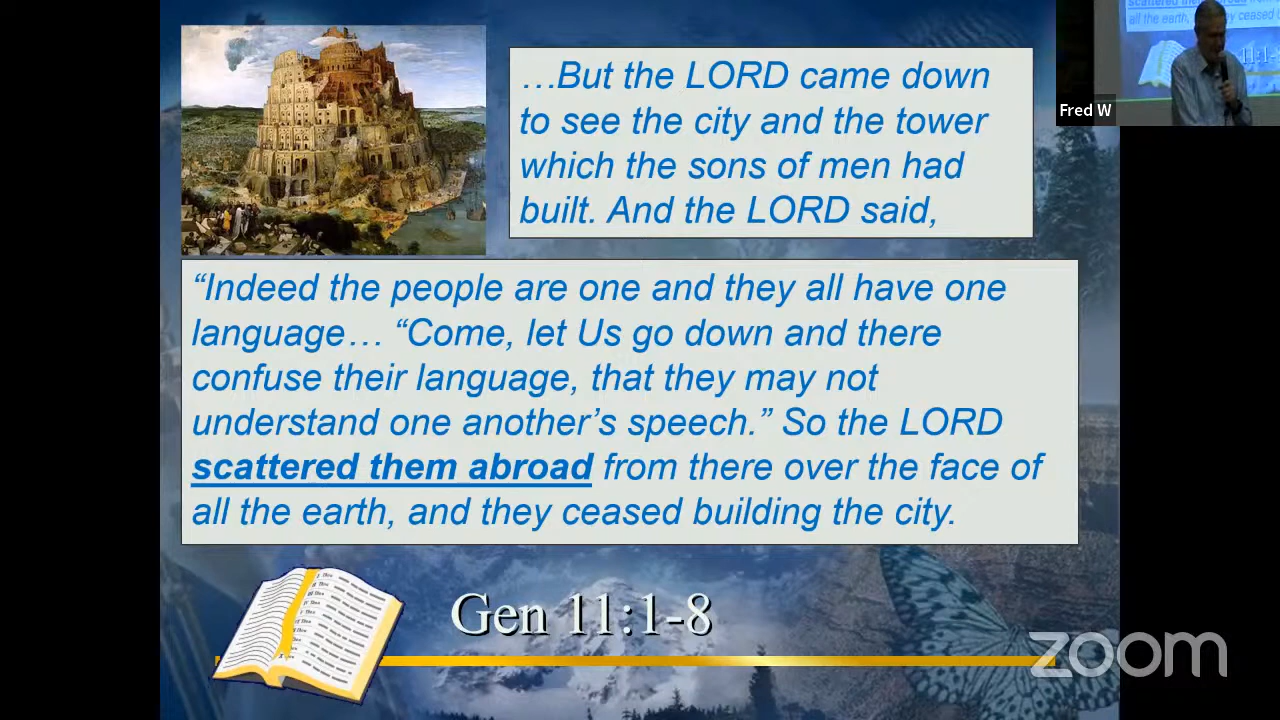 …But the LORD came down
to see the city and the tower
which the sons of men had
built. And the LORD said,
“Indeed the people are one and they all have one
language… “Come, let Us go down and there
confuse their language, that they may not
understand one another’s speech.” So the LORD
scattered them abroad from there over the face of
all the earth, and they ceased building the city.
Gen 11:1-8
Fred W
zoom